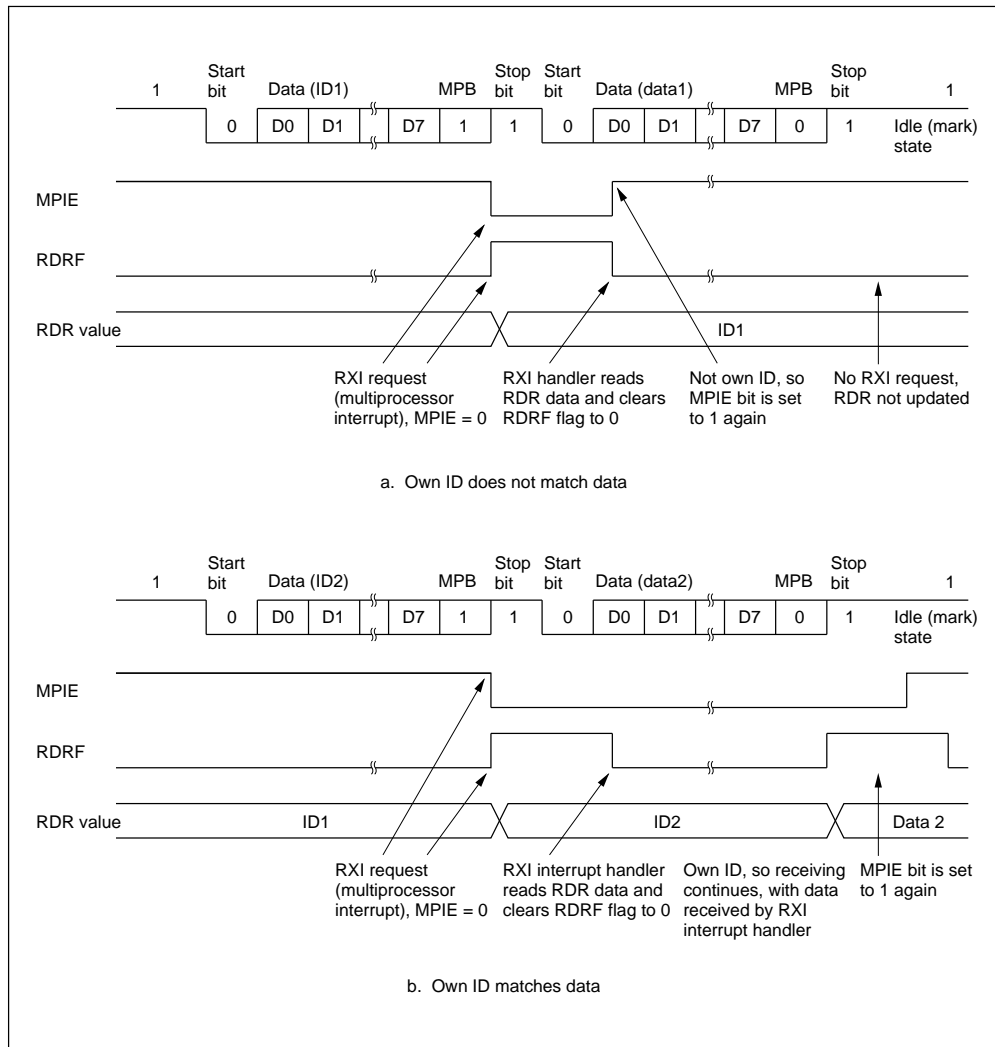 Start bit
Stop bit
Start bit
Stop bit
1
Data (ID1)
MPB
Data (data1)
MPB
1
0 D0 D1 D7 1 1 0 D0 D1 D7 0 1 Idle (mark) state
MPIE
RDRF
RDR value
ID1
RXI request
(multiprocessor
interrupt), MPIE = 0
RXI handler reads
RDR data and clears
RDRF flag to 0
Not own ID, so
MPIE bit is set
to 1 again
No RXI request,
RDR not updated
a. Own ID does not match data
Start bit
Stop bit
Start bit
Stop bit
1
Data (ID2)
MPB
Data (data2)
MPB
1
0 D0 D1 D7 1 1 0 D0 D1 D7 0 1 Idle (mark) state
MPIE
RDRF
RDR value
ID1
ID2
Data 2
RXI request
(multiprocessor
interrupt), MPIE = 0
RXI interrupt handler
reads RDR data and
clears RDRF flag to 0
Own ID, so receiving
continues, with data
received by RXI
interrupt handler
MPIE bit is set
to 1 again
b. Own ID matches data